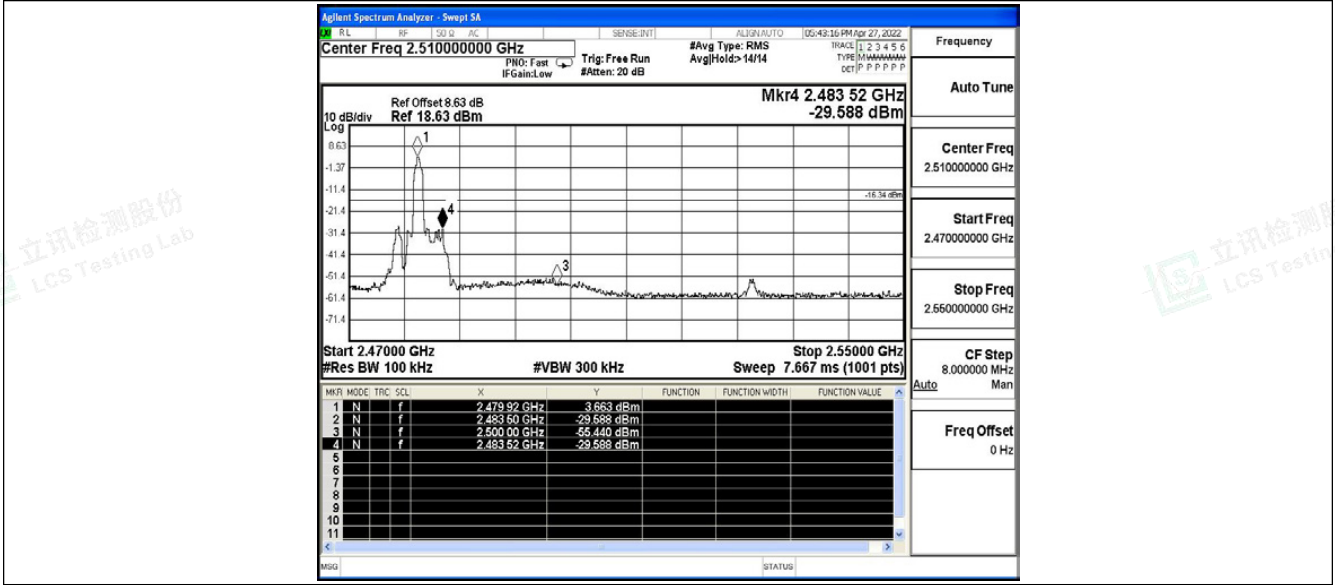 Agilent Spectrum Analyzer - Swept SA
RL RF 50 Ω AC SENSE:INT ALIGNAUTO 05:43:16 PM Apr 27, 2022
Center Freq 2.510000000 GHz
PNO: Fast
IFGain:Low
Trig: Free Run
#Atten: 20 dB
#Avg Type: RMS
Avg|Hold:> 14/14
TRACE 1 2 3 4 5 6
TYPE MWWWWW
DET P P P P P P
Mkr4 2.483 52 GHz
-29.588 dBm
Ref Offset 8.63 dB
10 dB/div Ref 18.63 dBm
Log
8.63
-1.37
-11.4
-21.4
-31.4
-41.4
-51.4
-61.4
-71.4
1
4
3
-16.34 dBm
Start 2.47000 GHz Stop 2.55000 GHz
#Res BW 100 kHz #VBW 300 kHz Sweep 7.667 ms (1001 pts)
MKR MODE TRC SCL X Y FUNCTION FUNCTION WIDTH FUNCTION VALUE
1 N f 2.479 92 GHz 3.663 dBm
2 N f 2.483 50 GHz -29.588 dBm
3 N f 2.500 00 GHz -55.440 dBm
4 N f 2.483 52 GHz -29.588 dBm
5
6
7
8
9
10
11
MSG STATUS
Frequency
Auto Tune
Center Freq
2.510000000 GHz
Start Freq
2.470000000 GHz
Stop Freq
2.550000000 GHz
CF Step
8.000000 MHz
Auto Man
Freq Offset
0 Hz
立讯检测股份
LCS Testing Lab
立讯检测
LCS Testin